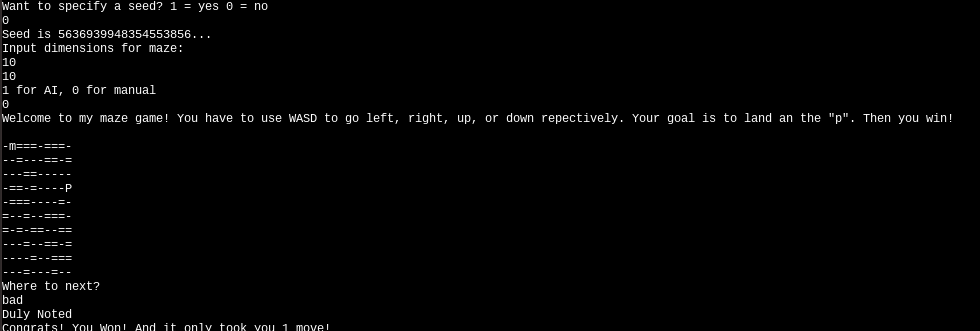 Want to specify a seed? 1 = yes 0 = no
0
Seed is 5636939948354553856...
Input dimensions for maze:
10
10
1 for AI, 0 for manual
0
Welcome to my maze game! You have to use WASD to go left, right, up, or down repectively. Your goal is to land an the "p". Then you win!
-m===-===-
--=---==-=
---==-----
-==-=----P
-===----=-
=--=--===-
=-=-==--==
---=--==-=
----=--===
---=---=--
Where to next?
bad
Duly Noted
Congrats! You Won! And it only took you 1 move!